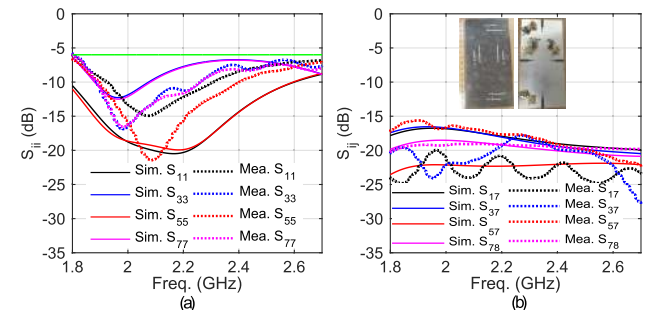 0
-5
-10
-15
-20
-25
-30
-35
S_ii (dB)
Sim. S_11
Sim. S_33
Sim. S_55
Sim. S_77
Mea. S_11
Mea. S_33
Mea. S_55
Mea. S_77
1.8 2 2.2 2.4 2.6
Freq. (GHz)
(a)
0
-5
-10
-15
-20
-25
-30
-35
S_ij (dB)
Sim. S_17
Sim. S_37
Sim. S_57
Sim. S_78
Mea. S_17
Mea. S_37
Mea. S_57
Mea. S_78
1.8 2 2.2 2.4 2.6
Freq. (GHz)
(b)